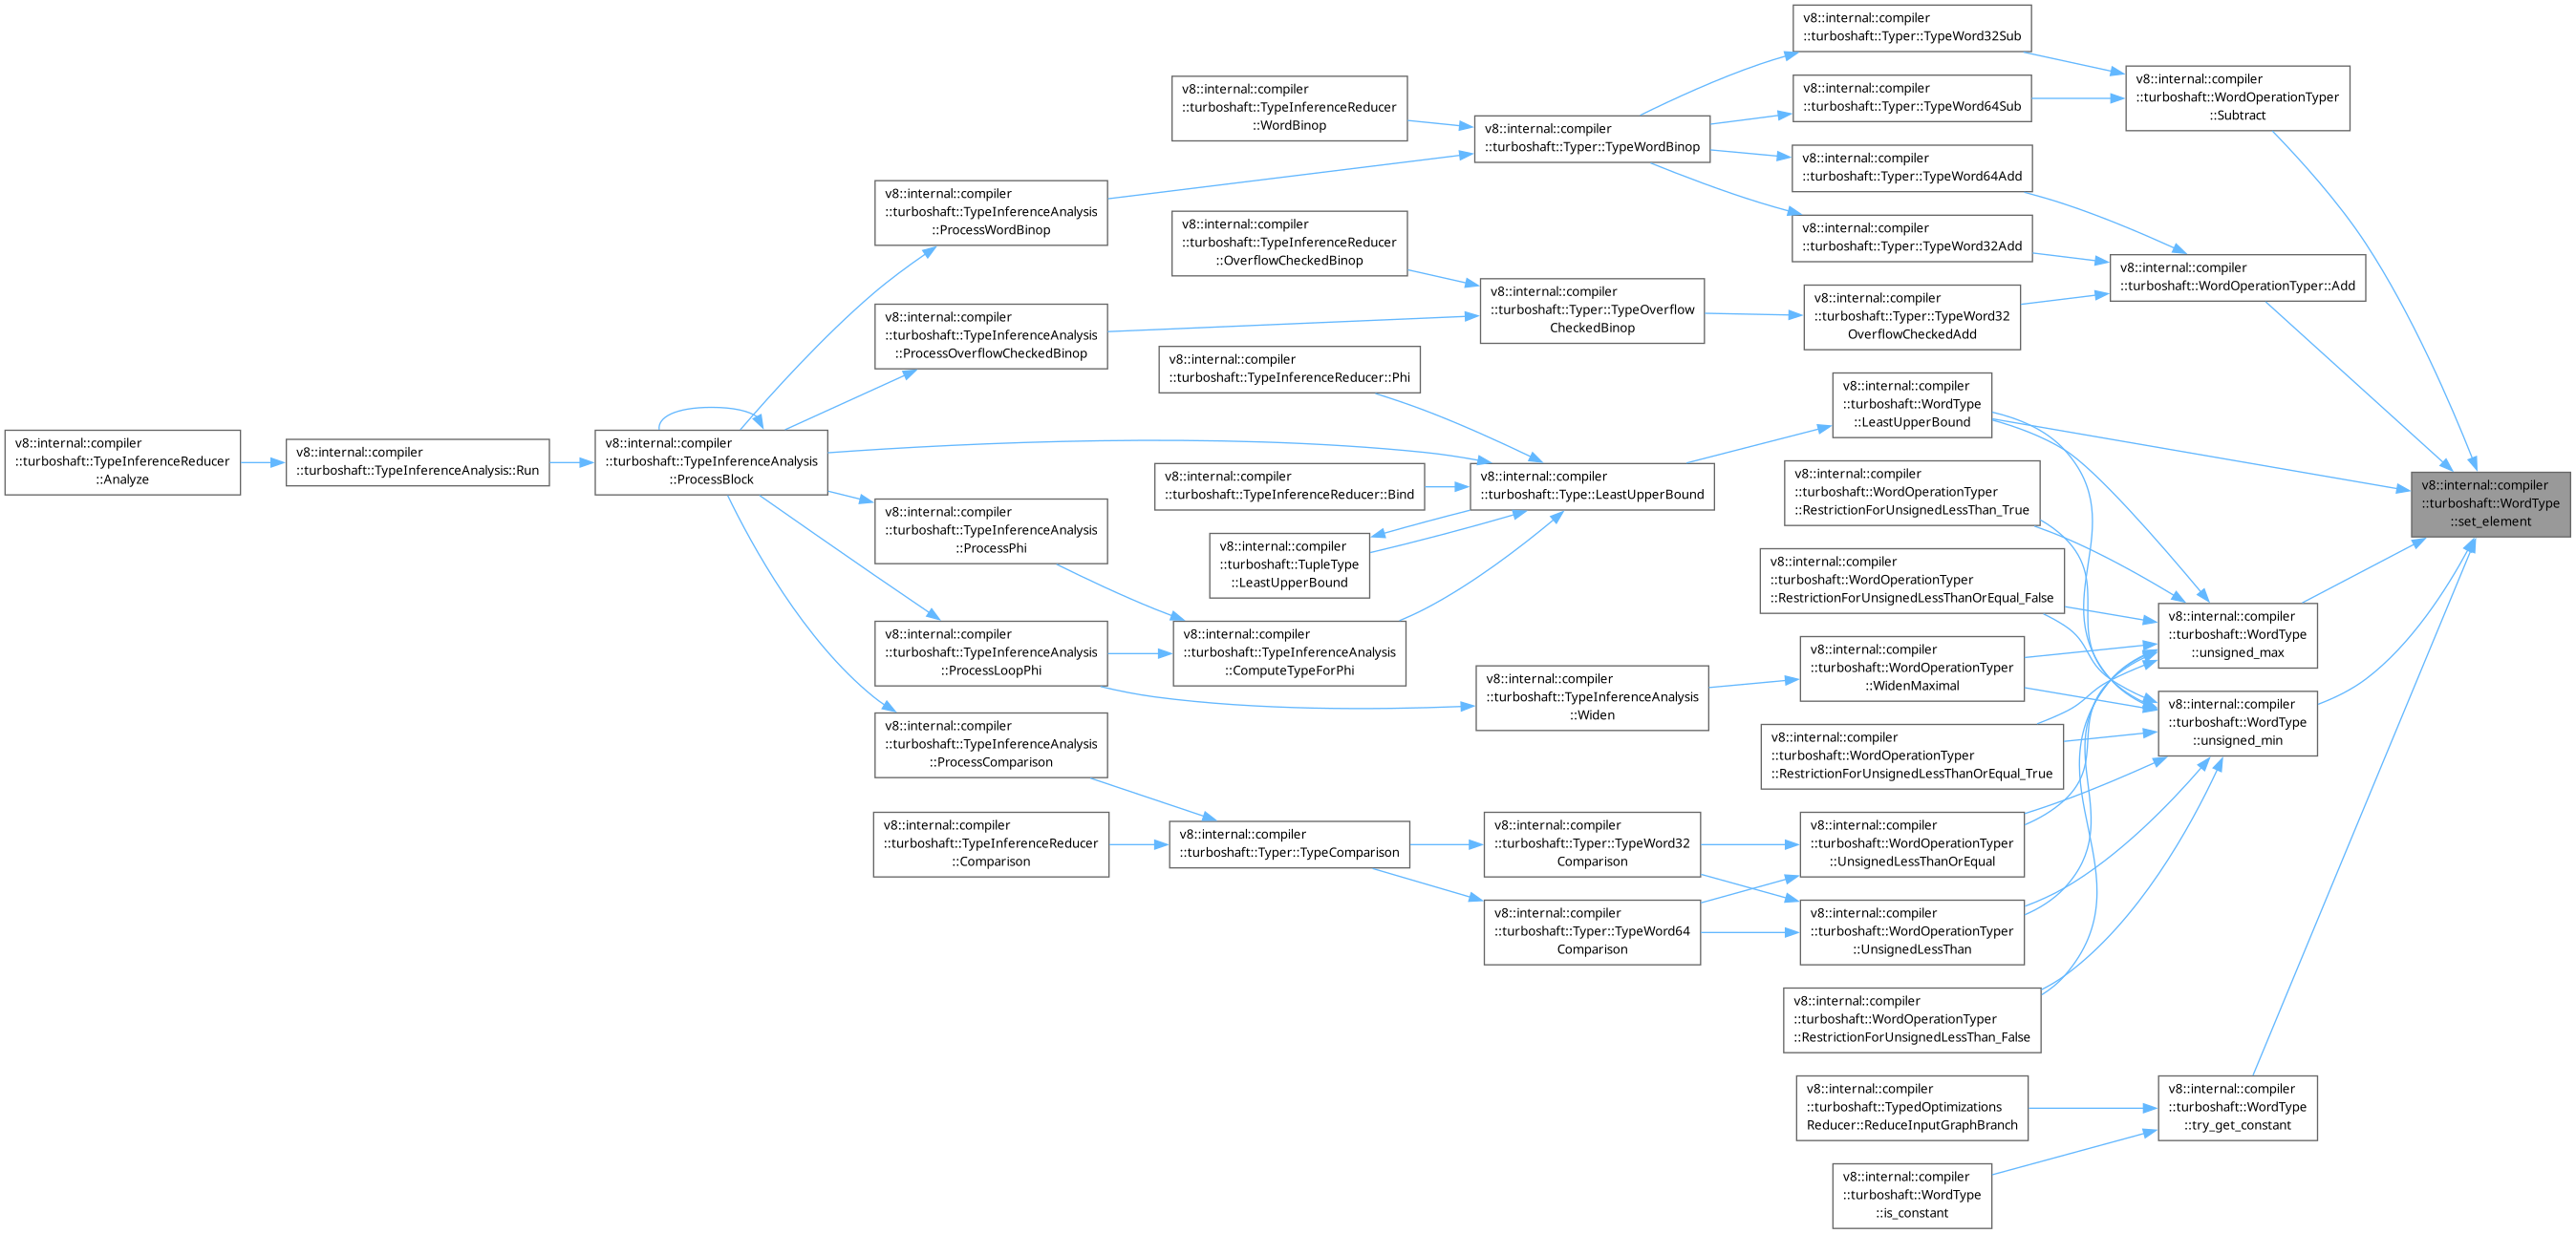 v8::internal::compiler
::turboshaft::Typer::TypeWord32Sub
v8::internal::compiler
::turboshaft::WordOperationTyper
::Subtract
v8::internal::compiler
::turboshaft::TypeInferenceReducer
::WordBinop
v8::internal::compiler
::turboshaft::Typer::TypeWord64Sub
v8::internal::compiler
::turboshaft::Typer::TypeWordBinop
v8::internal::compiler
::turboshaft::Typer::TypeWord64Add
v8::internal::compiler
::turboshaft::TypeInferenceAnalysis
::ProcessWordBinop
v8::internal::compiler
::turboshaft::TypeInferenceReducer
::OverflowCheckedBinop
v8::internal::compiler
::turboshaft::Typer::TypeWord32Add
v8::internal::compiler
::turboshaft::WordOperationTyper::Add
v8::internal::compiler
::turboshaft::TypeInferenceAnalysis
::ProcessOverflowCheckedBinop
v8::internal::compiler
::turboshaft::Typer::TypeOverflow
CheckedBinop
v8::internal::compiler
::turboshaft::Typer::TypeWord32
OverflowCheckedAdd
v8::internal::compiler
::turboshaft::TypeInferenceReducer::Phi
v8::internal::compiler
::turboshaft::WordType
::LeastUpperBound
v8::internal::compiler
::turboshaft::TypeInferenceReducer
::Analyze
v8::internal::compiler
::turboshaft::TypeInferenceAnalysis::Run
v8::internal::compiler
::turboshaft::TypeInferenceAnalysis
::ProcessBlock
v8::internal::compiler
::turboshaft::TypeInferenceReducer::Bind
v8::internal::compiler
::turboshaft::Type::LeastUpperBound
v8::internal::compiler
::turboshaft::WordOperationTyper
::RestrictionForUnsignedLessThan_True
v8::internal::compiler
::turboshaft::WordType
::set_element
v8::internal::compiler
::turboshaft::TypeInferenceAnalysis
::ProcessPhi
v8::internal::compiler
::turboshaft::TupleType
::LeastUpperBound
v8::internal::compiler
::turboshaft::WordOperationTyper
::RestrictionForUnsignedLessThanOrEqual_False
v8::internal::compiler
::turboshaft::TypeInferenceAnalysis
::ProcessLoopPhi
v8::internal::compiler
::turboshaft::TypeInferenceAnalysis
::ComputeTypeForPhi
v8::internal::compiler
::turboshaft::WordOperationTyper
::WidenMaximal
v8::internal::compiler
::turboshaft::WordType
::unsigned_max
v8::internal::compiler
::turboshaft::TypeInferenceAnalysis
::Widen
v8::internal::compiler
::turboshaft::WordType
::unsigned_min
v8::internal::compiler
::turboshaft::TypeInferenceAnalysis
::ProcessComparison
v8::internal::compiler
::turboshaft::WordOperationTyper
::RestrictionForUnsignedLessThanOrEqual_True
v8::internal::compiler
::turboshaft::TypeInferenceReducer
::Comparison
v8::internal::compiler
::turboshaft::Typer::TypeComparison
v8::internal::compiler
::turboshaft::Typer::TypeWord32
Comparison
v8::internal::compiler
::turboshaft::WordOperationTyper
::UnsignedLessThanOrEqual
v8::internal::compiler
::turboshaft::Typer::TypeWord64
Comparison
v8::internal::compiler
::turboshaft::WordOperationTyper
::UnsignedLessThan
v8::internal::compiler
::turboshaft::WordOperationTyper
::RestrictionForUnsignedLessThan_False
v8::internal::compiler
::turboshaft::TypedOptimizations
Reducer::ReduceInputGraphBranch
v8::internal::compiler
::turboshaft::WordType
::try_get_constant
v8::internal::compiler
::turboshaft::WordType
::is_constant